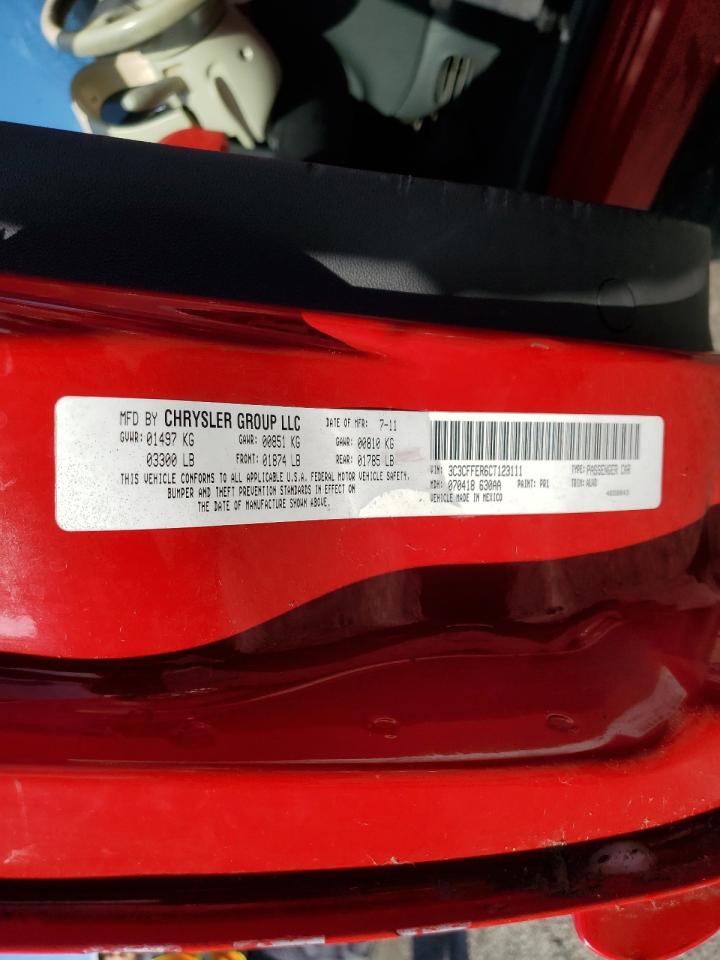 MFD BY CHRYSLER GROUP LLC DATE OF MFR: 7-11
GVWR: 01497 KG GAWR: 00851 KG GAWR: 00810 KG
03300 LB FRONT: 01874 LB REAR: 01785 LB
THIS VEHICLE CONFORMS TO ALL APPLICABLE U.S.A. FEDERAL MOTOR VEHICLE SAFETY,
BUMPER AND THEFT PREVENTION STANDARDS IN EFFECT ON
THE DATE OF MANUFACTURE SHOWN ABOVE.
VIN: 3C3CFFER6CT123111 TYPE: PASSENGER CAR
MDH: 070418 630AA PAINT: PR1 TRIM:
VEHICLE MADE IN MEXICO